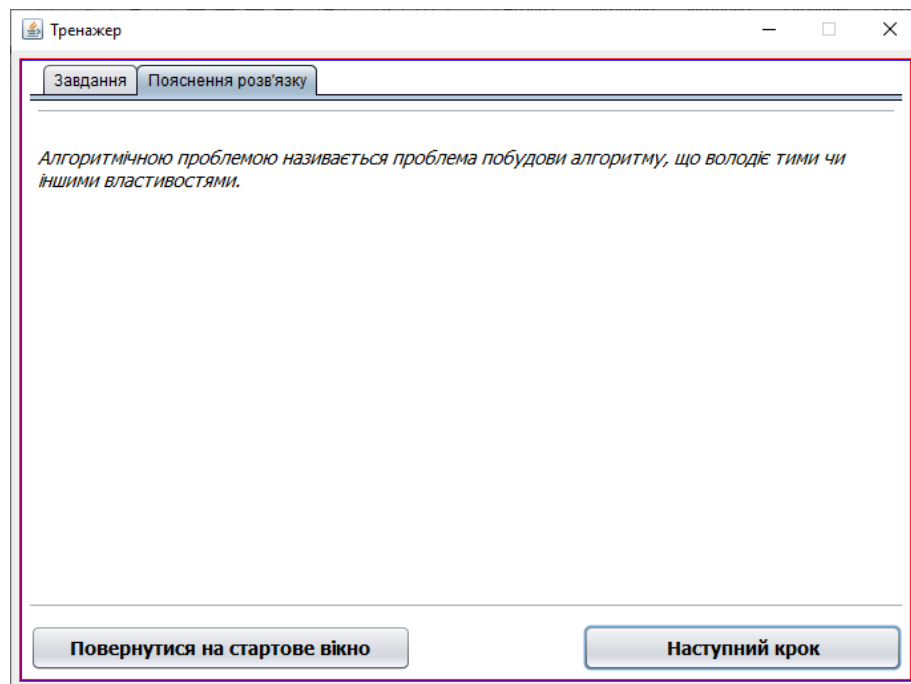 Тренажер
Завдання
Пояснення розв'язку
Алгоритмічною проблемою називається проблема побудови алгоритму, що володіє тими чи
іншими властивостями.
Повернутися на стартове вікно
Наступний крок